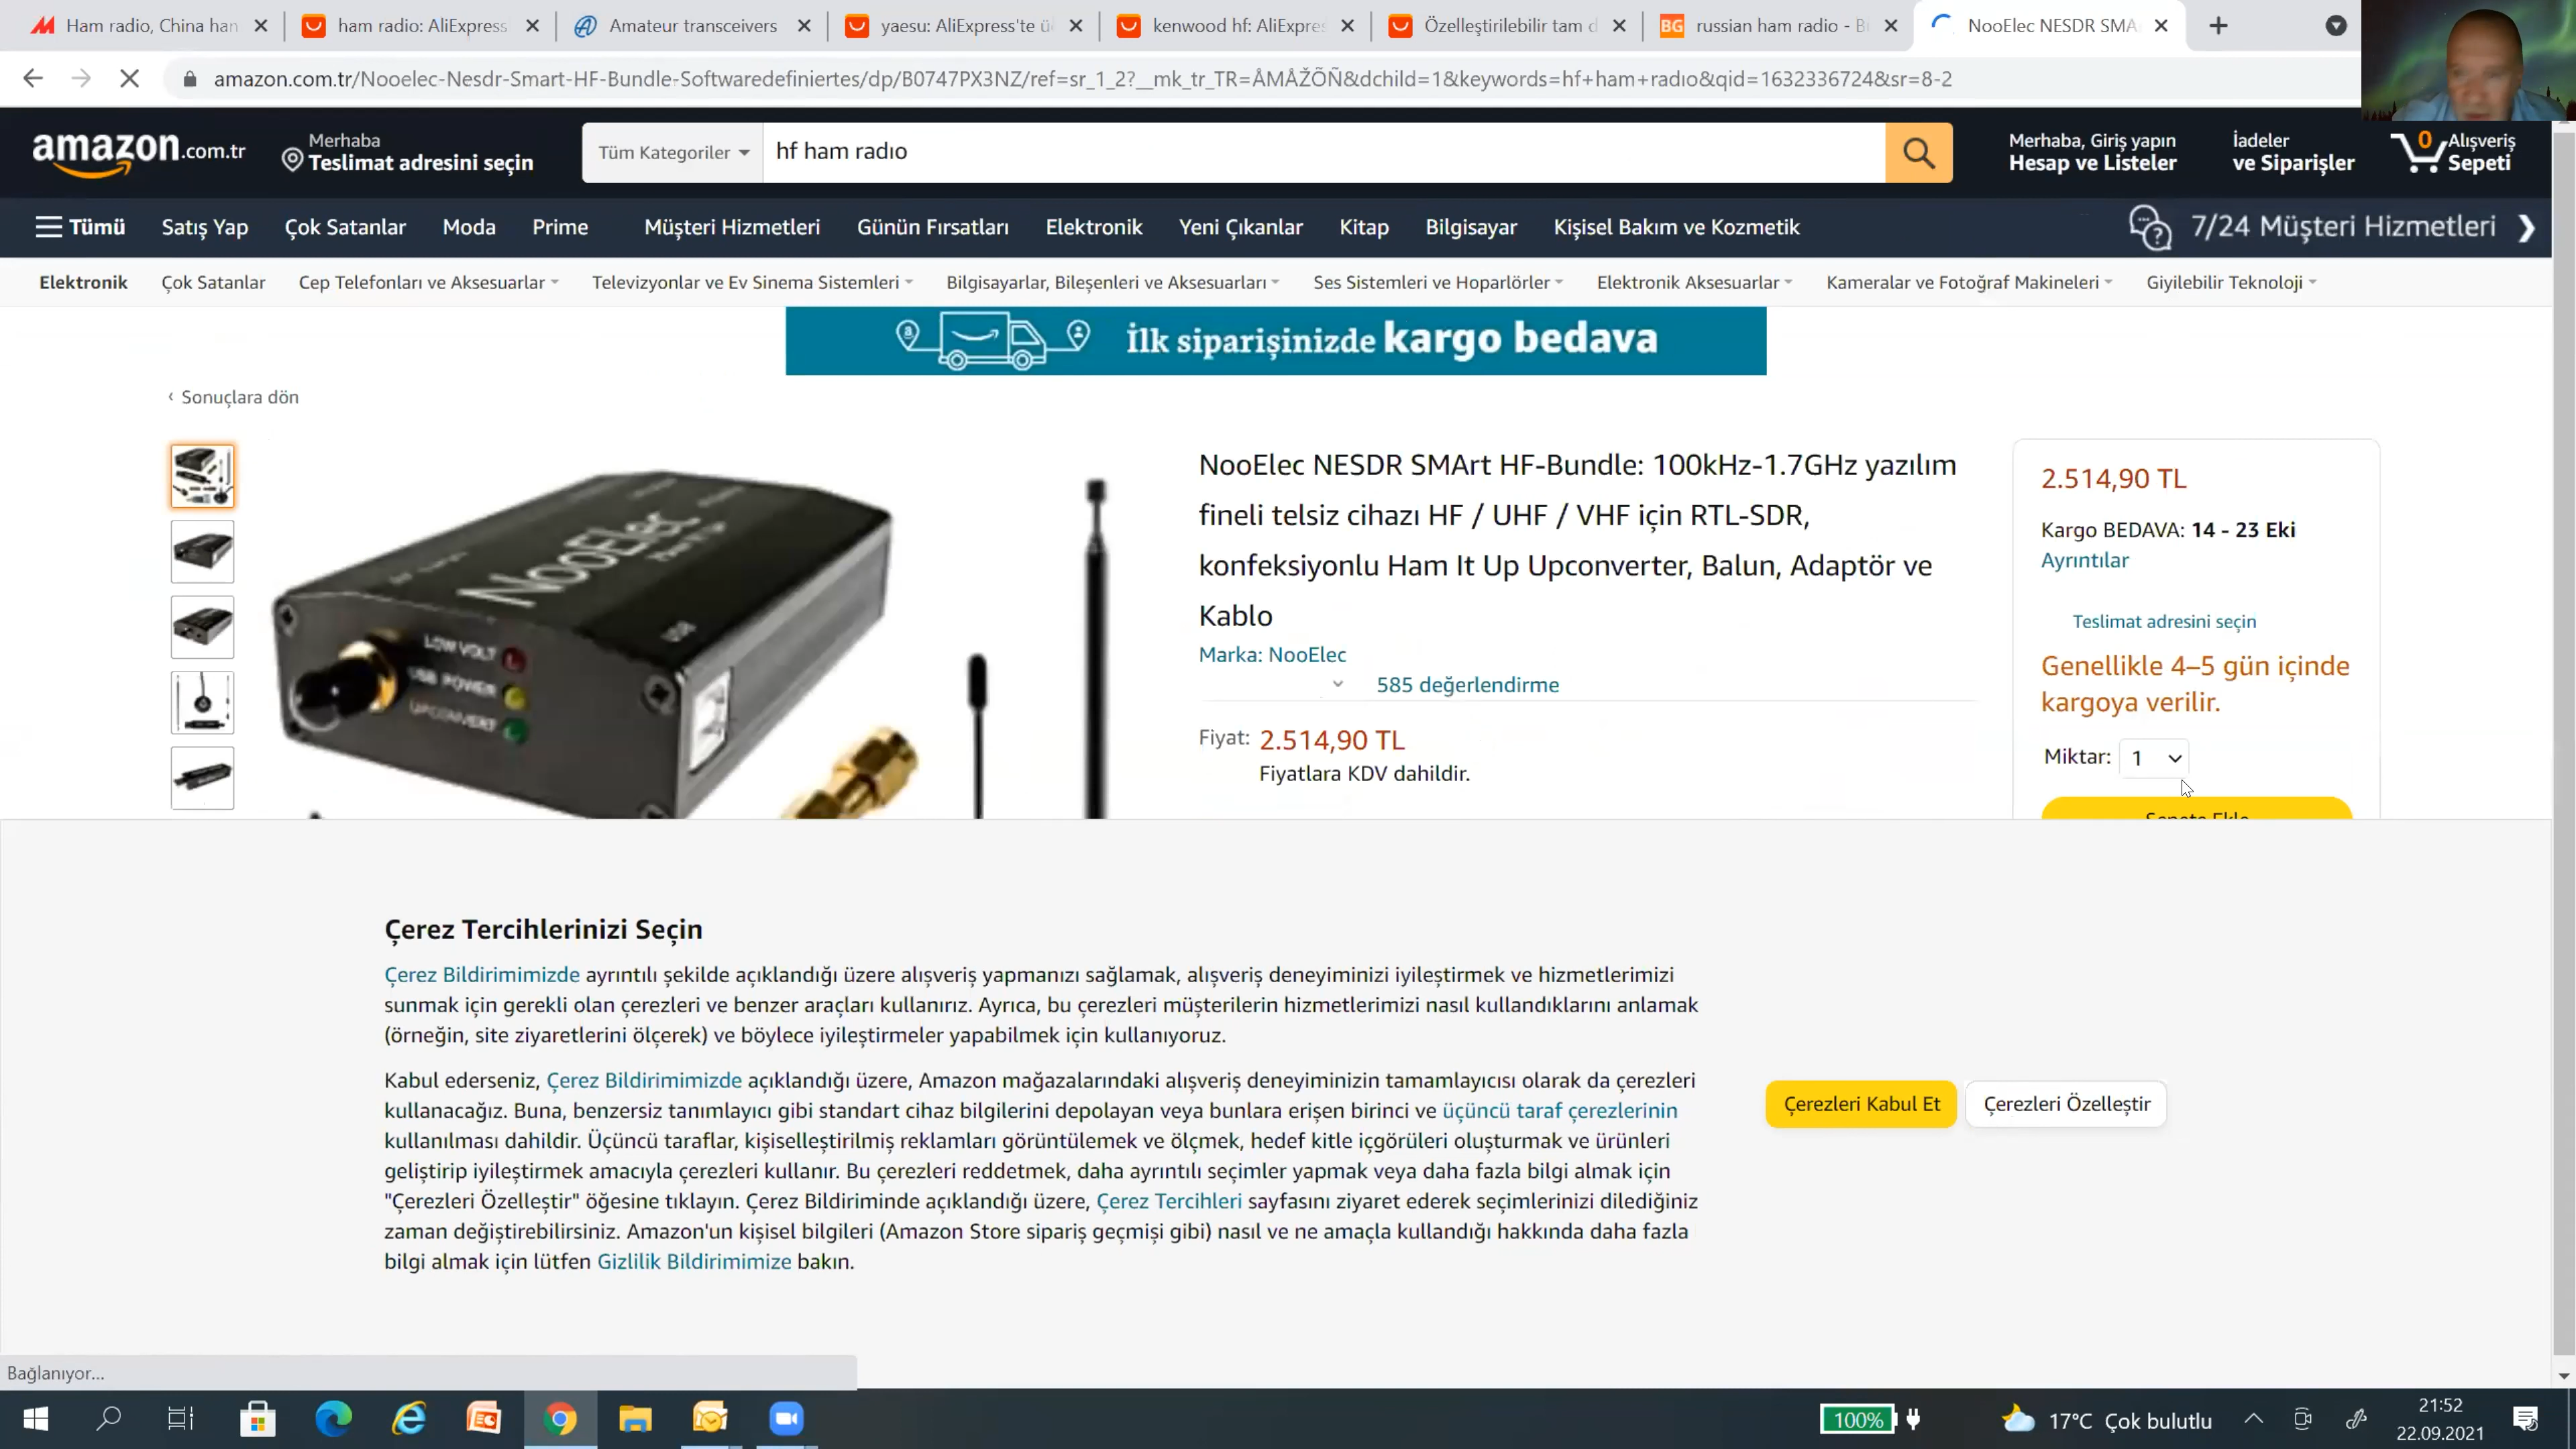 Ham radio, China han
ham radio: AliExpress
Amateur transceivers
yaesu: AliExpress'te ü
kenwood hf: AliExpres
Özelleştirilebilir tam d
BG russian ham radio - B
NooElec NESDR SMA
amazon.com.tr/Nooelec-Nesdr-Smart-HF-Bundle-Softwaredefiniertes/dp/B0747PX3NZ/ref=sr_1_2?__mk_tr_TR=ÅMÅŽÕÑ&dchild=1&keywords=hf+ham+radıo&qid=1632336724&sr=8-2
amazon.com.tr
Merhaba
Teslimat adresini seçin
Tüm Kategoriler
hf ham radıo
Merhaba, Giriş yapın
Hesap ve Listeler
İadeler
ve Siparişler
0
Alışveriş
Sepeti
Tümü
Satış Yap
Çok Satanlar
Moda
Prime
Müşteri Hizmetleri
Günün Fırsatları
Elektronik
Yeni Çıkanlar
Kitap
Bilgisayar
Kişisel Bakım ve Kozmetik
7/24 Müşteri Hizmetleri
Elektronik
Çok Satanlar
Cep Telefonları ve Aksesuarlar
Televizyonlar ve Ev Sinema Sistemleri
Bilgisayarlar, Bileşenleri ve Aksesuarları
Ses Sistemleri ve Hoparlörler
Elektronik Aksesuarlar
Kameralar ve Fotoğraf Makineleri
Giyilebilir Teknoloji
İlk siparişinizde kargo bedava
‹ Sonuçlara dön
NooElec
LOW VOLT
USB POWER
UPCONVERT
USB
NooElec NESDR SMArt HF-Bundle: 100kHz-1.7GHz yazılım
fineli telsiz cihazı HF / UHF / VHF için RTL-SDR,
konfeksiyonlu Ham It Up Upconverter, Balun, Adaptör ve
Kablo
Marka: NooElec
585 değerlendirme
Fiyat: 2.514,90 TL
Fiyatlara KDV dahildir.
2.514,90 TL
Kargo BEDAVA: 14 - 23 Eki
Ayrıntılar
Teslimat adresini seçin
Genellikle 4–5 gün içinde
kargoya verilir.
Miktar: 1
Sepete Ekle
Çerez Tercihlerinizi Seçin
Çerez Bildirimimizde ayrıntılı şekilde açıklandığı üzere alışveriş yapmanızı sağlamak, alışveriş deneyiminizi iyileştirmek ve hizmetlerimizi
sunmak için gerekli olan çerezleri ve benzer araçları kullanırız. Ayrıca, bu çerezleri müşterilerin hizmetlerimizi nasıl kullandıklarını anlamak
(örneğin, site ziyaretlerini ölçerek) ve böylece iyileştirmeler yapabilmek için kullanıyoruz.
Kabul ederseniz, Çerez Bildirimimizde açıklandığı üzere, Amazon mağazalarındaki alışveriş deneyiminizin tamamlayıcısı olarak da çerezleri
kullanacağız. Buna, benzersiz tanımlayıcı gibi standart cihaz bilgilerini depolayan veya bunlara erişen birinci ve üçüncü taraf çerezlerinin
kullanılması dahildir. Üçüncü taraflar, kişiselleştirilmiş reklamları görüntülemek ve ölçmek, hedef kitle içgörüleri oluşturmak ve ürünleri
geliştirip iyileştirmek amacıyla çerezleri kullanır. Bu çerezleri reddetmek, daha ayrıntılı seçimler yapmak veya daha fazla bilgi almak için
"Çerezleri Özelleştir" öğesine tıklayın. Çerez Bildiriminde açıklandığı üzere, Çerez Tercihleri sayfasını ziyaret ederek seçimlerinizi dilediğiniz
zaman değiştirebilirsiniz. Amazon'un kişisel bilgileri (Amazon Store sipariş geçmişi gibi) nasıl ve ne amaçla kullandığı hakkında daha fazla
bilgi almak için lütfen Gizlilik Bildirimimize bakın.
Çerezleri Kabul Et
Çerezleri Özelleştir
Bağlanıyor...
100%
17°C Çok bulutlu
21:52
22.09.2021